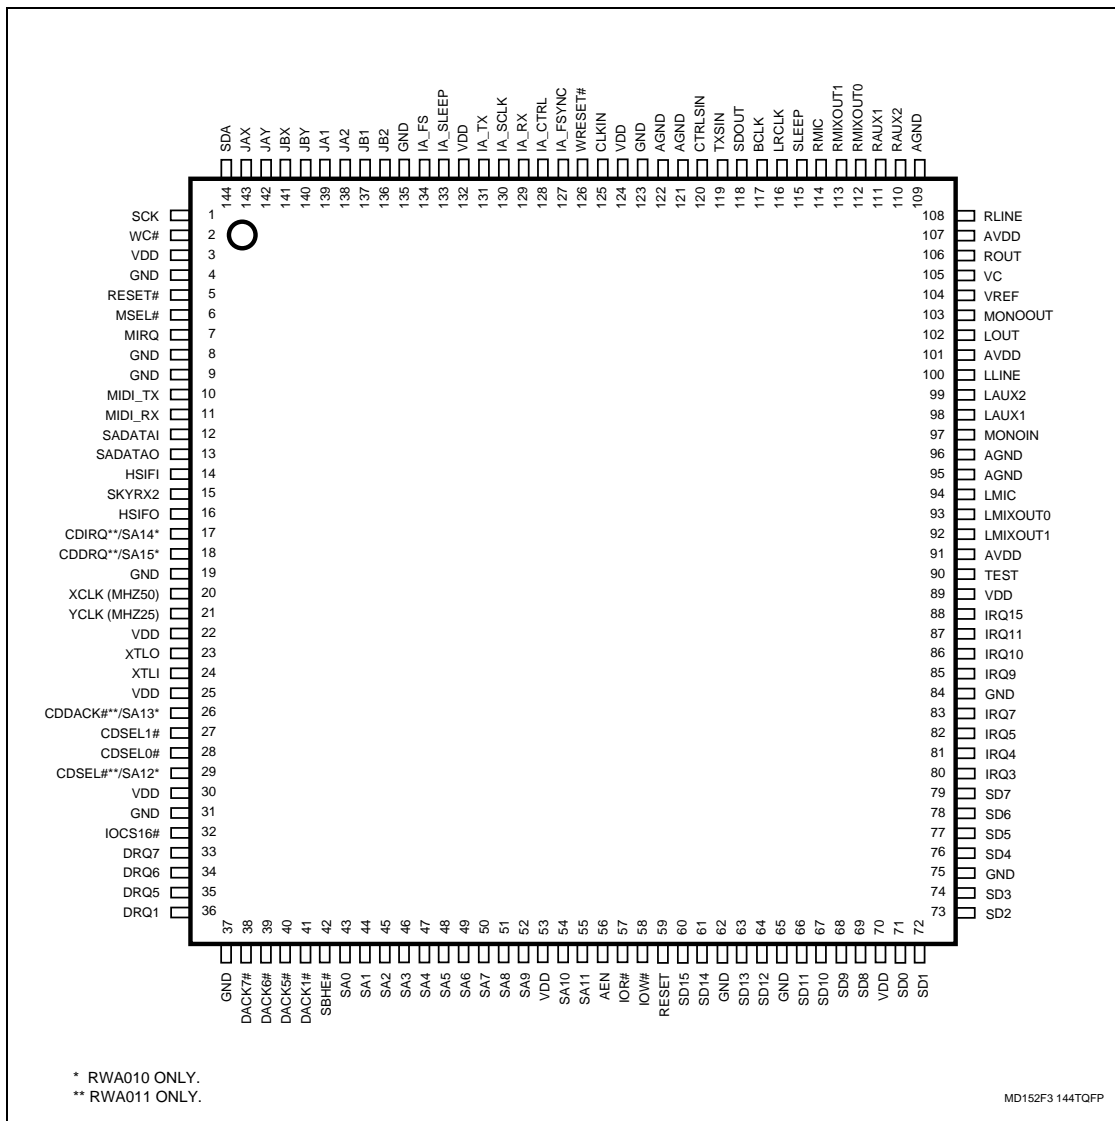 SDA
JAX
JAY
JBX
JBY
JA1
JA2
JB1
JB2
GND
IA_FS
IA_SLEEP
VDD
IA_TX
IA_SCLK
IA_RX
IA_CTRL
IA_FSYNC
WRESET#
CLKIN
VDD
GND
AGND
AGND
CTRLSIN
TXSIN
SDOUT
BCLK
LRCLK
SLEEP
RMIC
RMIXOUT1
RMIXOUT0
RAUX1
RAUX2
AGND
144
143
142
141
140
139
138
137
136
135
134
133
132
131
130
129
128
127
126
125
124
123
122
121
120
119
118
117
116
115
114
113
112
111
110
109
SCK 1
WC# 2
VDD 3
GND 4
RESET# 5
MSEL# 6
MIRQ 7
GND 8
GND 9
MIDI_TX 10
MIDI_RX 11
SADATAI 12
SADATAO 13
HSIFI 14
SKYRX2 15
HSIFO 16
CDIRQ**/SA14* 17
CDDRQ**/SA15* 18
GND 19
XCLK (MHZ50) 20
YCLK (MHZ25) 21
VDD 22
XTLO 23
XTLI 24
VDD 25
CDDACK#**/SA13* 26
CDSEL1# 27
CDSEL0# 28
CDSEL#**/SA12* 29
VDD 30
GND 31
IOCS16# 32
DRQ7 33
DRQ6 34
DRQ5 35
DRQ1 36
108 RLINE
107 AVDD
106 ROUT
105 VC
104 VREF
103 MONOOUT
102 LOUT
101 AVDD
100 LLINE
99 LAUX2
98 LAUX1
97 MONOIN
96 AGND
95 AGND
94 LMIC
93 LMIXOUT0
92 LMIXOUT1
91 AVDD
90 TEST
89 VDD
88 IRQ15
87 IRQ11
86 IRQ10
85 IRQ9
84 GND
83 IRQ7
82 IRQ5
81 IRQ4
80 IRQ3
79 SD7
78 SD6
77 SD5
76 SD4
75 GND
74 SD3
73 SD2
37
38
39
40
41
42
43
44
45
46
47
48
49
50
51
52
53
54
55
56
57
58
59
60
61
62
63
64
65
66
67
68
69
70
71
72
GND
DACK7#
DACK6#
DACK5#
DACK1#
SBHE#
SA0
SA1
SA2
SA3
SA4
SA5
SA6
SA7
SA8
SA9
VDD
SA10
SA11
AEN
IOR#
IOW#
RESET
SD15
SD14
GND
SD13
SD12
GND
SD11
SD10
SD9
SD8
VDD
SD0
SD1
* RWA010 ONLY.
** RWA011 ONLY.
MD152F3 144TQFP